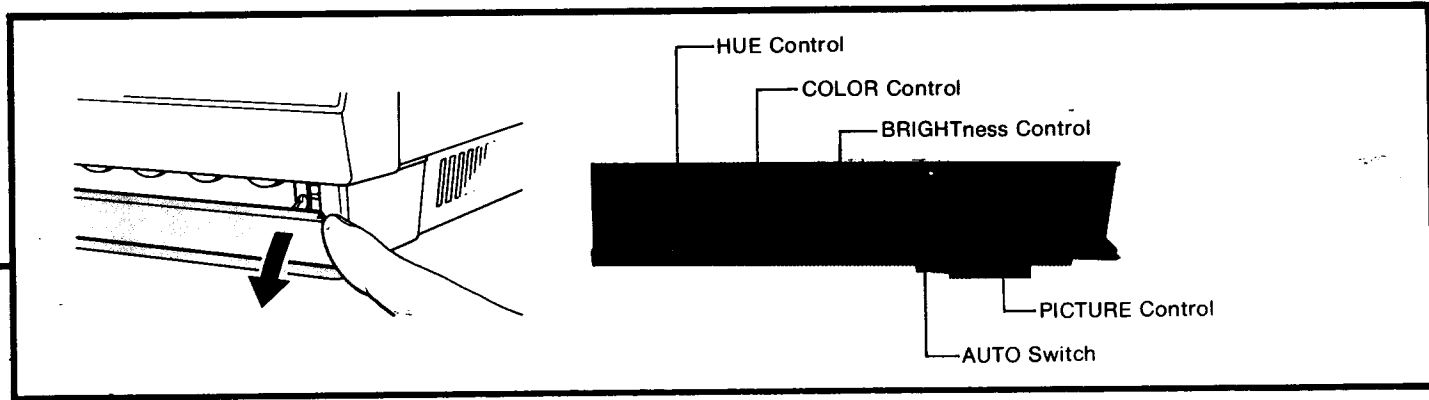 HUE Control
COLOR Control
BRIGHTness Control
PICTURE Control
AUTO Switch